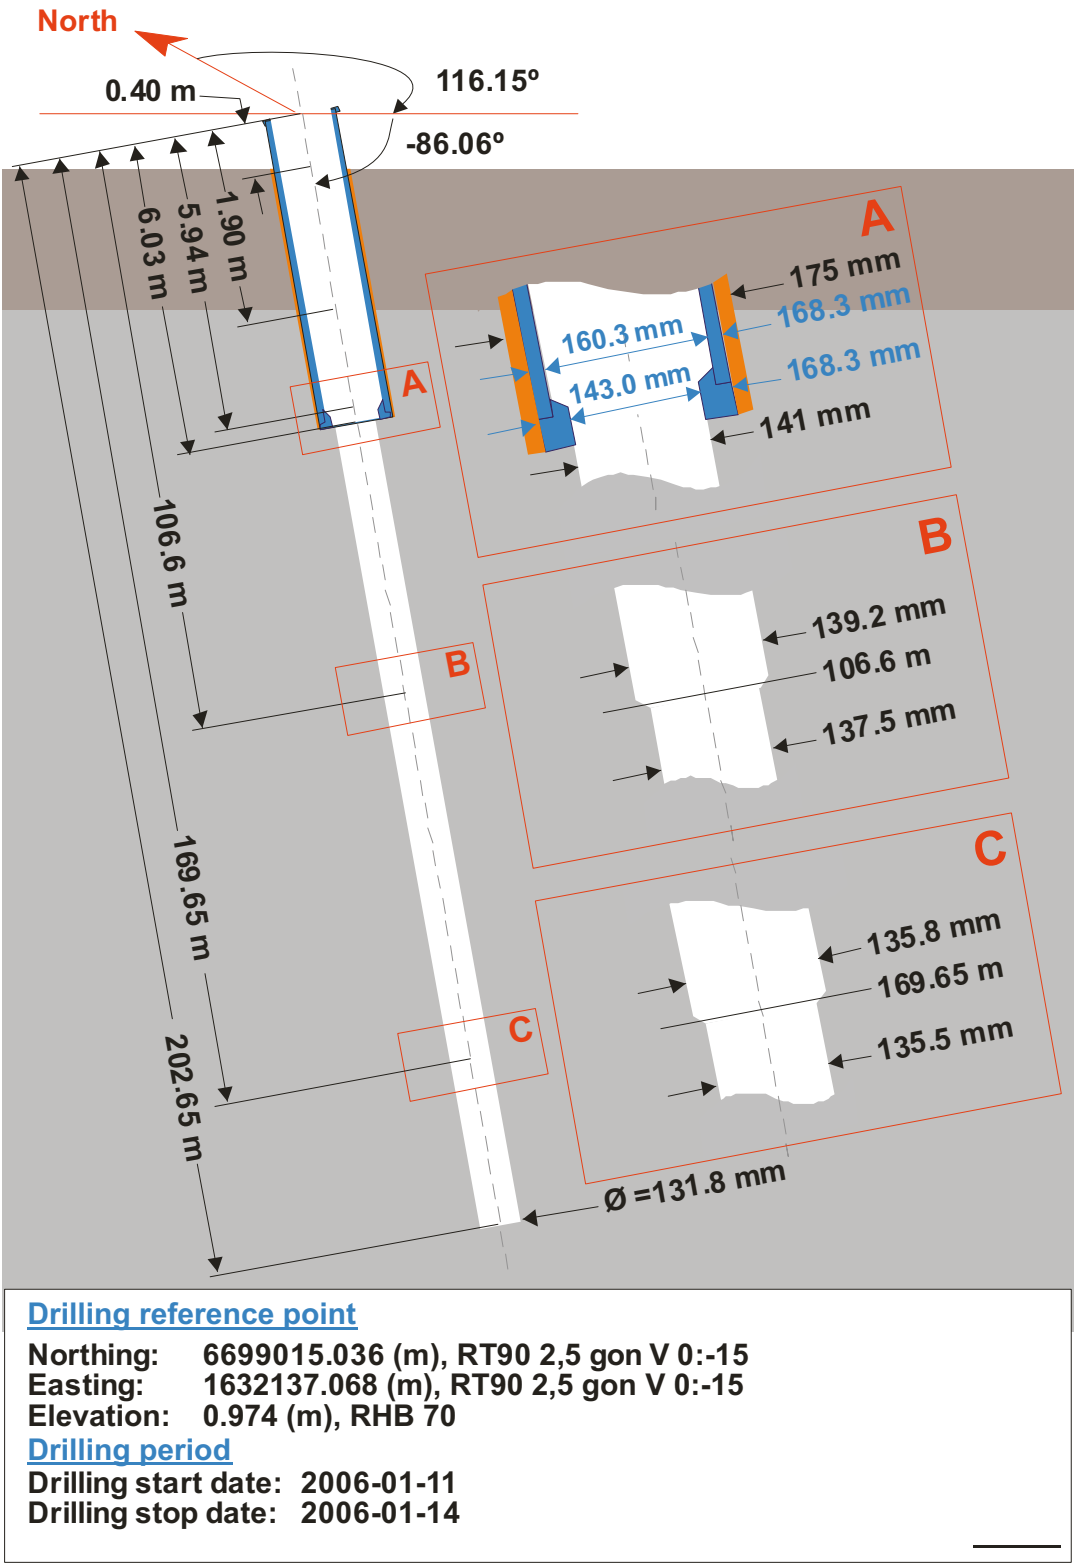 North
116.15º
0.40 m
-86.06º
1.90 m
5.94 m
6.03 m
A
175 mm
168.3 mm
160.3 mm
168.3 mm
143.0 mm
141 mm
A
106.6 m
B
139.2 mm
106.6 m
137.5 mm
B
169.65 m
C
135.8 mm
169.65 m
135.5 mm
C
202.65 m
Ø =131.8 mm
Drilling reference point
Northing: 6699015.036 (m), RT90 2,5 gon V 0:-15
Easting: 1632137.068 (m), RT90 2,5 gon V 0:-15
Elevation: 0.974 (m), RHB 70
Drilling period
Drilling start date: 2006-01-11
Drilling stop date: 2006-01-14